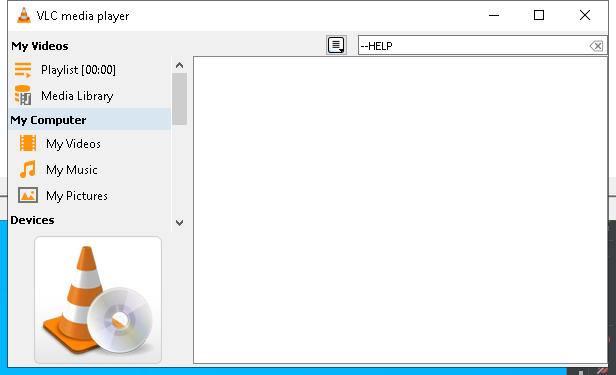 VLC media player
My Videos
--HELP
Playlist [00:00]
Media Library
My Computer
My Videos
My Music
My Pictures
Devices